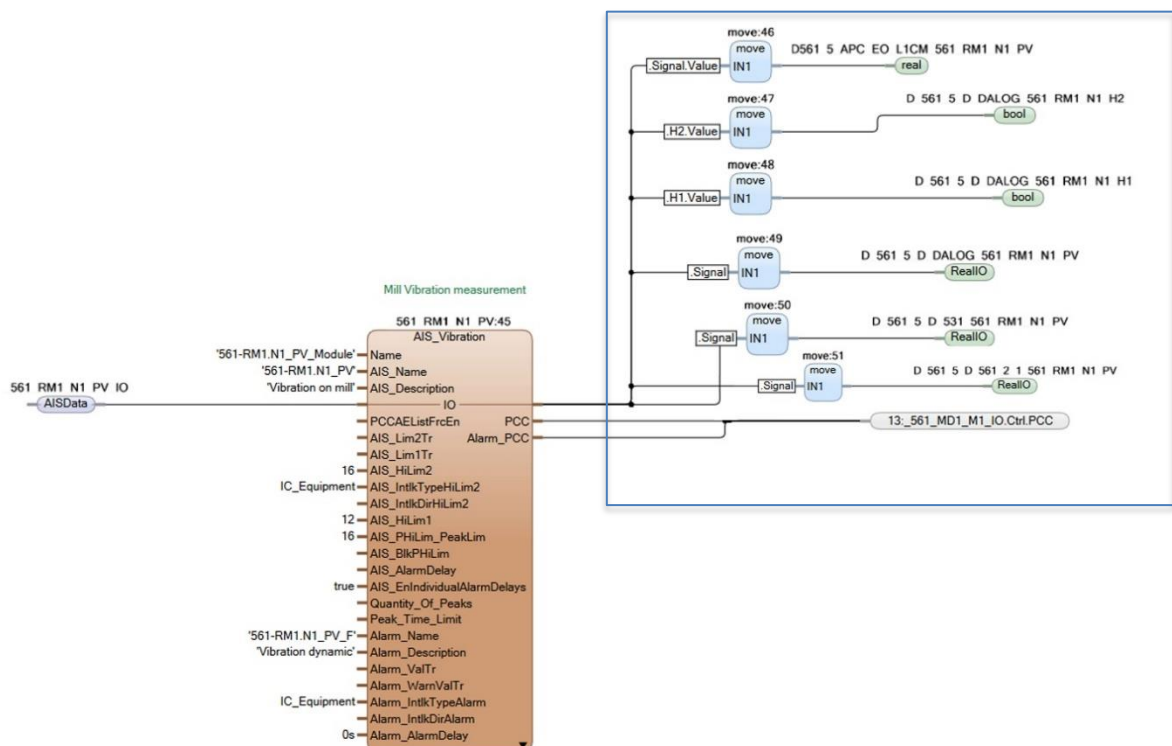 move:46
D561 5 APC EO L1CM 561 RM1 N1 PV
.Signal.Value
move
IN1
real
move:47
D 561 5 D DALOG 561 RM1 N1 H2
.H2.Value
move
IN1
bool
move:48
D 561 5 D DALOG 561 RM1 N1 H1
.H1.Value
move
IN1
bool
move:49
D 561 5 D DALOG 561 RM1 N1 PV
.Signal
move
IN1
RealIO
move:50
D 561 5 D 531 561 RM1 N1 PV
.Signal
move
IN1
RealIO
move:51
D 561 5 D 561 2 1 561 RM1 N1 PV
.Signal
move
IN1
RealIO
13:_561_MD1_M1_IO.Ctrl.PCC
Mill Vibration measurement
561 RM1 N1 PV:45
AIS_Vibration
'561-RM1.N1_PV_Module' Name
'561-RM1.N1_PV' AIS_Name
'Vibration on mill' AIS_Description
561 RM1 N1 PV IO
AISData
IO
PCCAEListFrcEn PCC
AIS_Lim2Tr Alarm_PCC
AIS_Lim1Tr
16 AIS_HiLim2
IC_Equipment AIS_IntlkTypeHiLim2
AIS_IntlkDirHiLim2
12 AIS_HiLim1
16 AIS_PHiLim_PeakLim
AIS_BlkPHiLim
AIS_AlarmDelay
true AIS_EnIndividualAlarmDelays
Quantity_Of_Peaks
Peak_Time_Limit
'561-RM1.N1_PV_F' Alarm_Name
'Vibration dynamic' Alarm_Description
Alarm_ValTr
Alarm_WarnValTr
IC_Equipment Alarm_IntlkTypeAlarm
Alarm_IntlkDirAlarm
0s Alarm_AlarmDelay